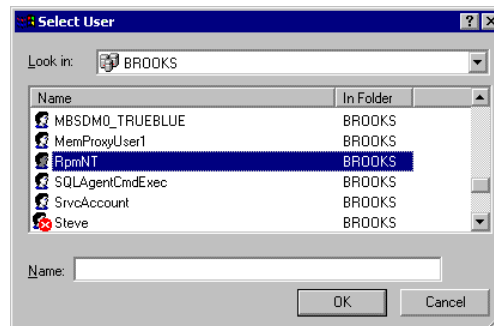 Select User
Look in: BROOKS
Name In Folder
MBSDM0_TRUEBLUE BROOKS
MemProxyUser1 BROOKS
RpmNT BROOKS
SQLAgentCmdExec BROOKS
SrvcAccount BROOKS
Steve BROOKS
Name:
OK Cancel